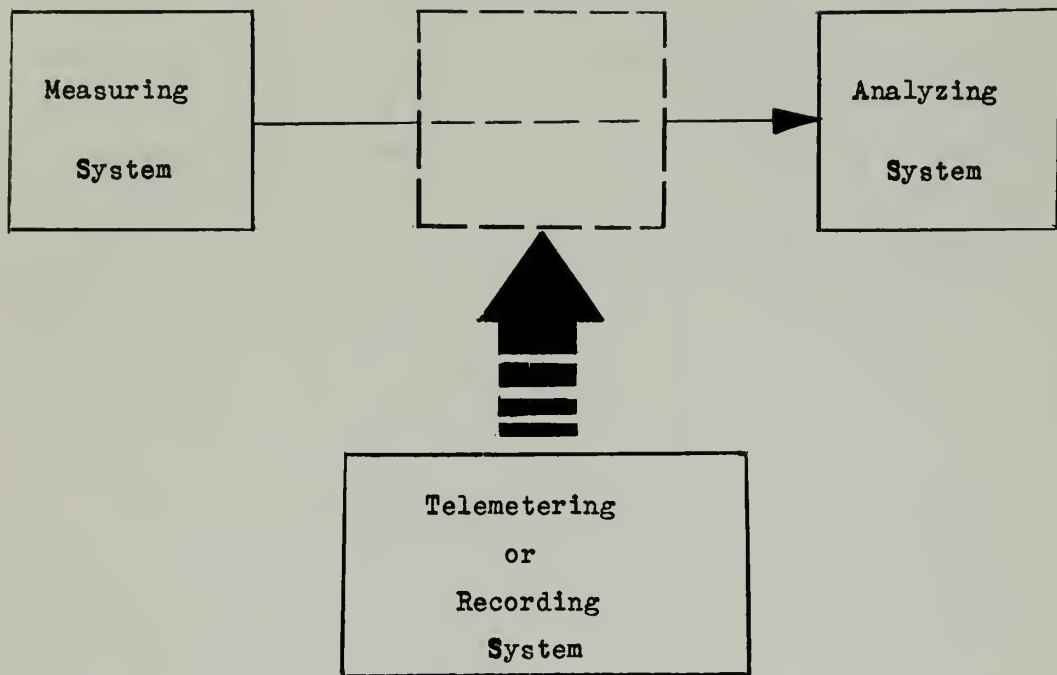 Measuring
System
Analyzing
System
Telemetering
or
Recording
System